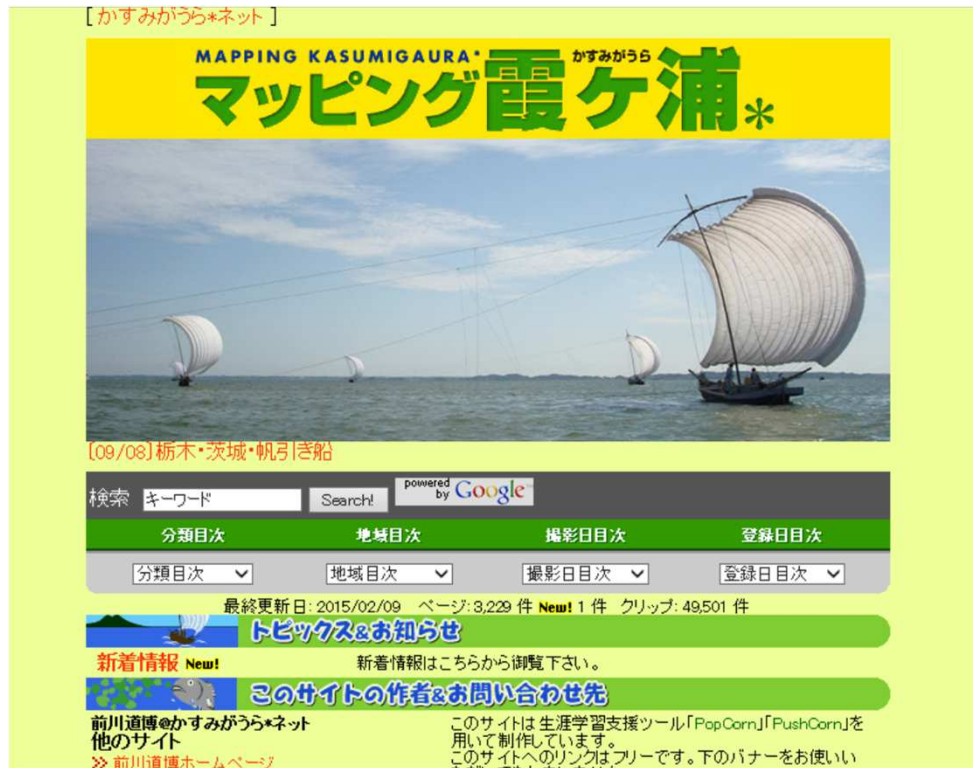 [かすみがうら*ネット]
MAPPING KASUMIGAURA*
かすみがうら
マッピング霞ヶ浦*
[09/08]栃木・茨城・帆引き船
検索 キーワード Search! powered by Google
分類目次 地域目次 撮影日目次 登録日目次
分類目次 地域目次 撮影日目次 登録日目次
最終更新日: 2015/02/09 ページ: 3,229 件 New! 1 件 クリップ: 49,501 件
トピックス&お知らせ
新着情報 New! 新着情報はこちらから御覧下さい。
このサイトの作者&お問い合わせ先
前川道博@かすみがうら*ネット
他のサイト
>> 前川道博ホームページ
このサイトは生涯学習支援ツール「PopCorn」「PushCorn」を
用いて制作しています。
このサイトへのリンクはフリーです。下のバナーをお使いい